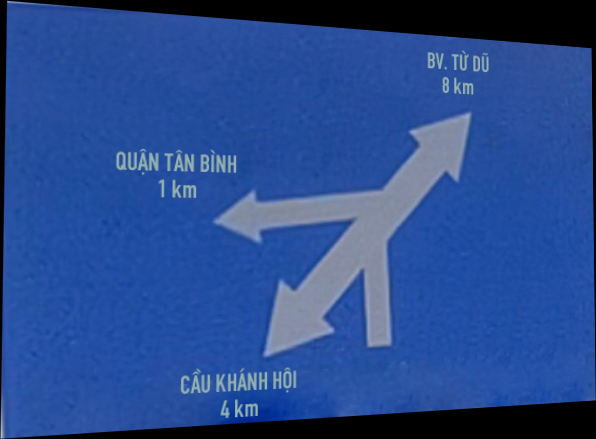 BV. TỪ DŨ
8 km
QUẬN TÂN BÌNH
1 km
CẦU KHÁNH HỘI
4 km